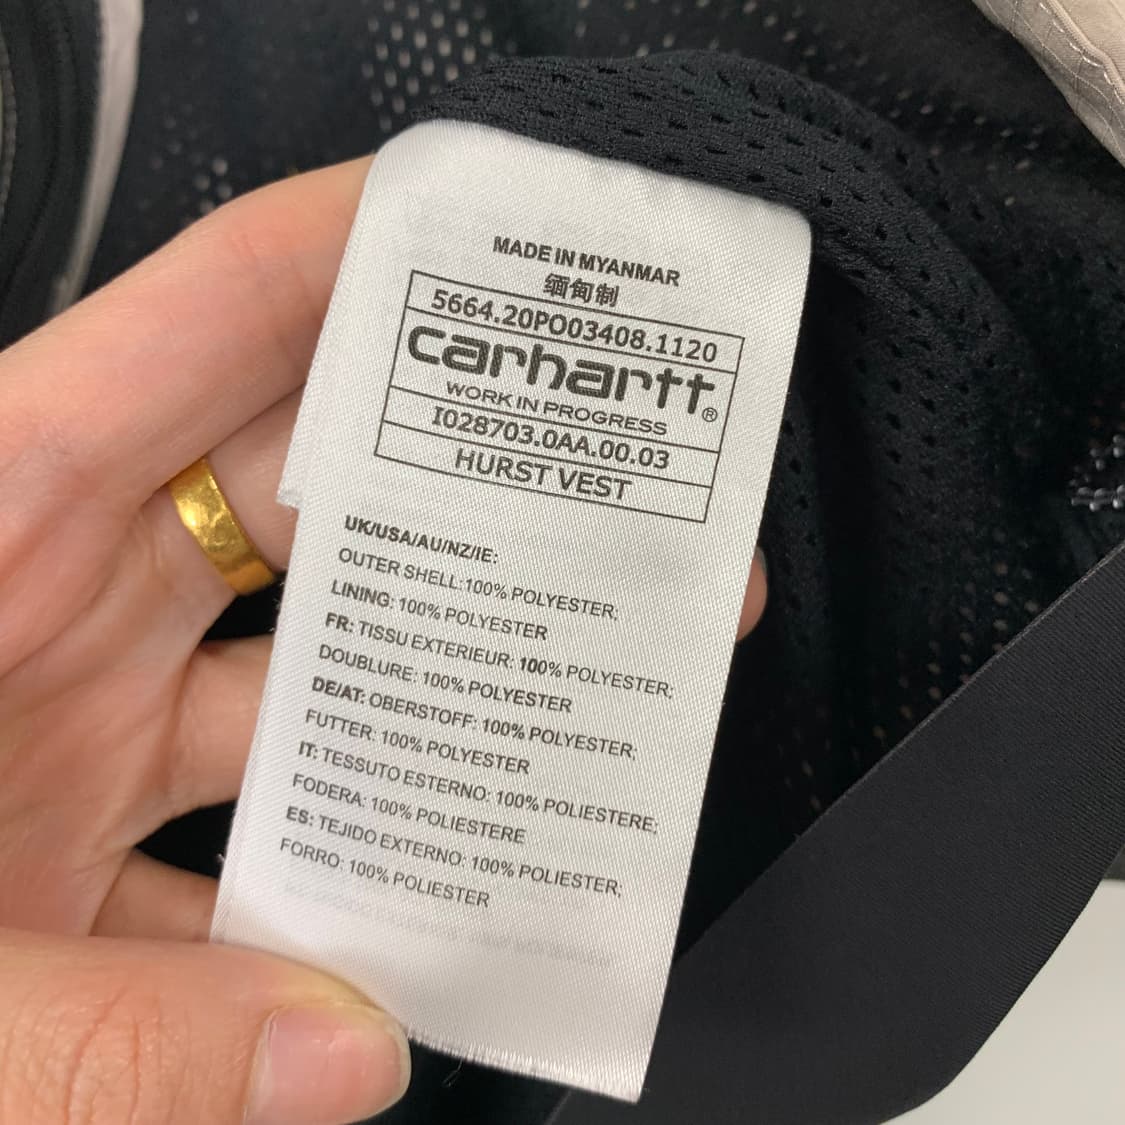 MADE IN MYANMAR
缅甸制
5664.20PO03408.1120
carhartt®
WORK IN PROGRESS
I028703.0AA.00.03
HURST VEST
UK/USA/AU/NZ/IE:
OUTER SHELL:100% POLYESTER;
LINING: 100% POLYESTER
FR: TISSU EXTERIEUR: 100% POLYESTER;
DOUBLURE: 100% POLYESTER
DE/AT: OBERSTOFF: 100% POLYESTER;
FUTTER: 100% POLYESTER
IT: TESSUTO ESTERNO: 100% POLIESTERE;
FODERA: 100% POLIESTERE
ES: TEJIDO EXTERNO: 100% POLIESTER;
FORRO: 100% POLIESTER